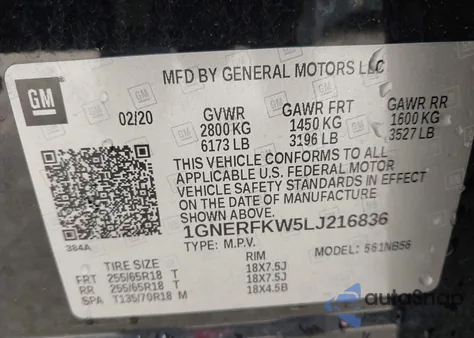 MFD BY GENERAL MOTORS LLC
GM
02/20
GVWR
2800 KG
6173 LB
GAWR FRT
1450 KG
3196 LB
GAWR RR
1600 KG
3527 LB
THIS VEHICLE CONFORMS TO ALL
APPLICABLE U.S. FEDERAL MOTOR
VEHICLE SAFETY STANDARDS IN EFFECT
ON THE DATE OF MANUFACTURE
SHOWN ABOVE.
1GNERFKW5LJ216836
TYPE: M.P.V.
MODEL: 561NB56
384A
TIRE SIZE RIM
FRT 255/65R18 T 18X7.5J
RR 255/65R18 T 18X7.5J
SPA T135/70R18 M 18X4.5B
autoSnap